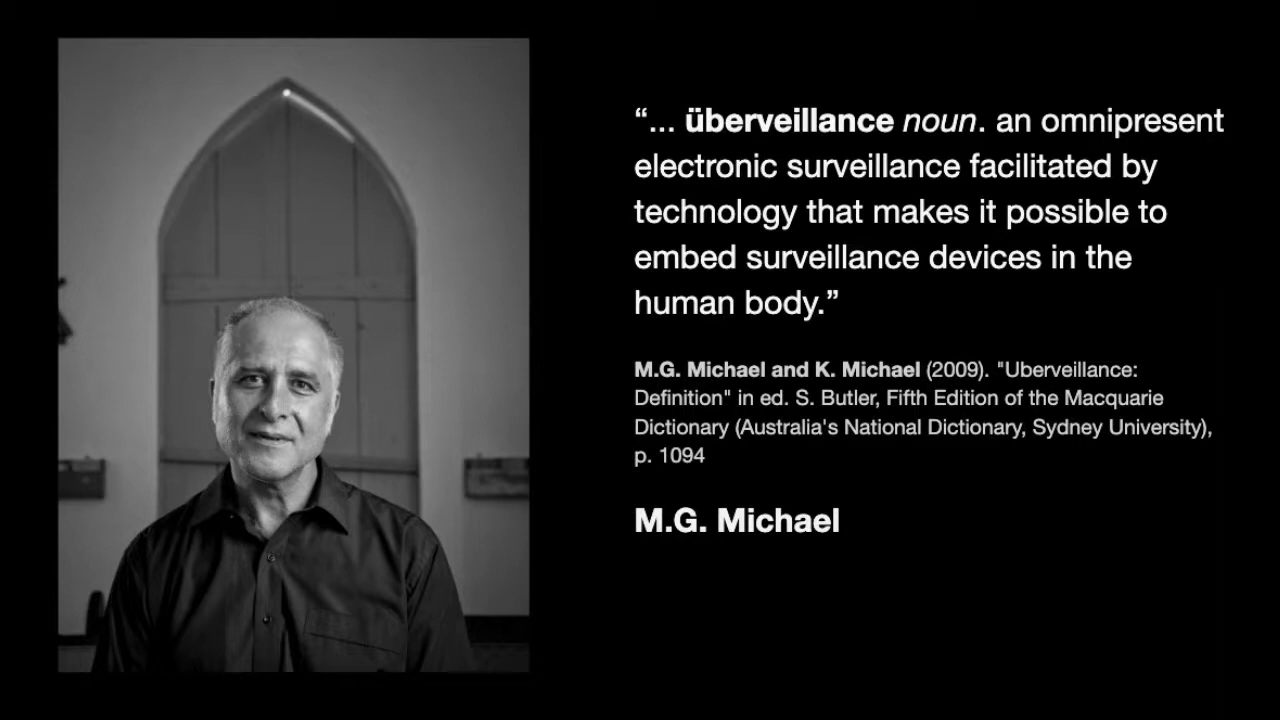 “... überveillance noun. an omnipresent
electronic surveillance facilitated by
technology that makes it possible to
embed surveillance devices in the
human body.”
M.G. Michael and K. Michael (2009). "Uberveillance:
Definition" in ed. S. Butler, Fifth Edition of the Macquarie
Dictionary (Australia's National Dictionary, Sydney University),
p. 1094
M.G. Michael